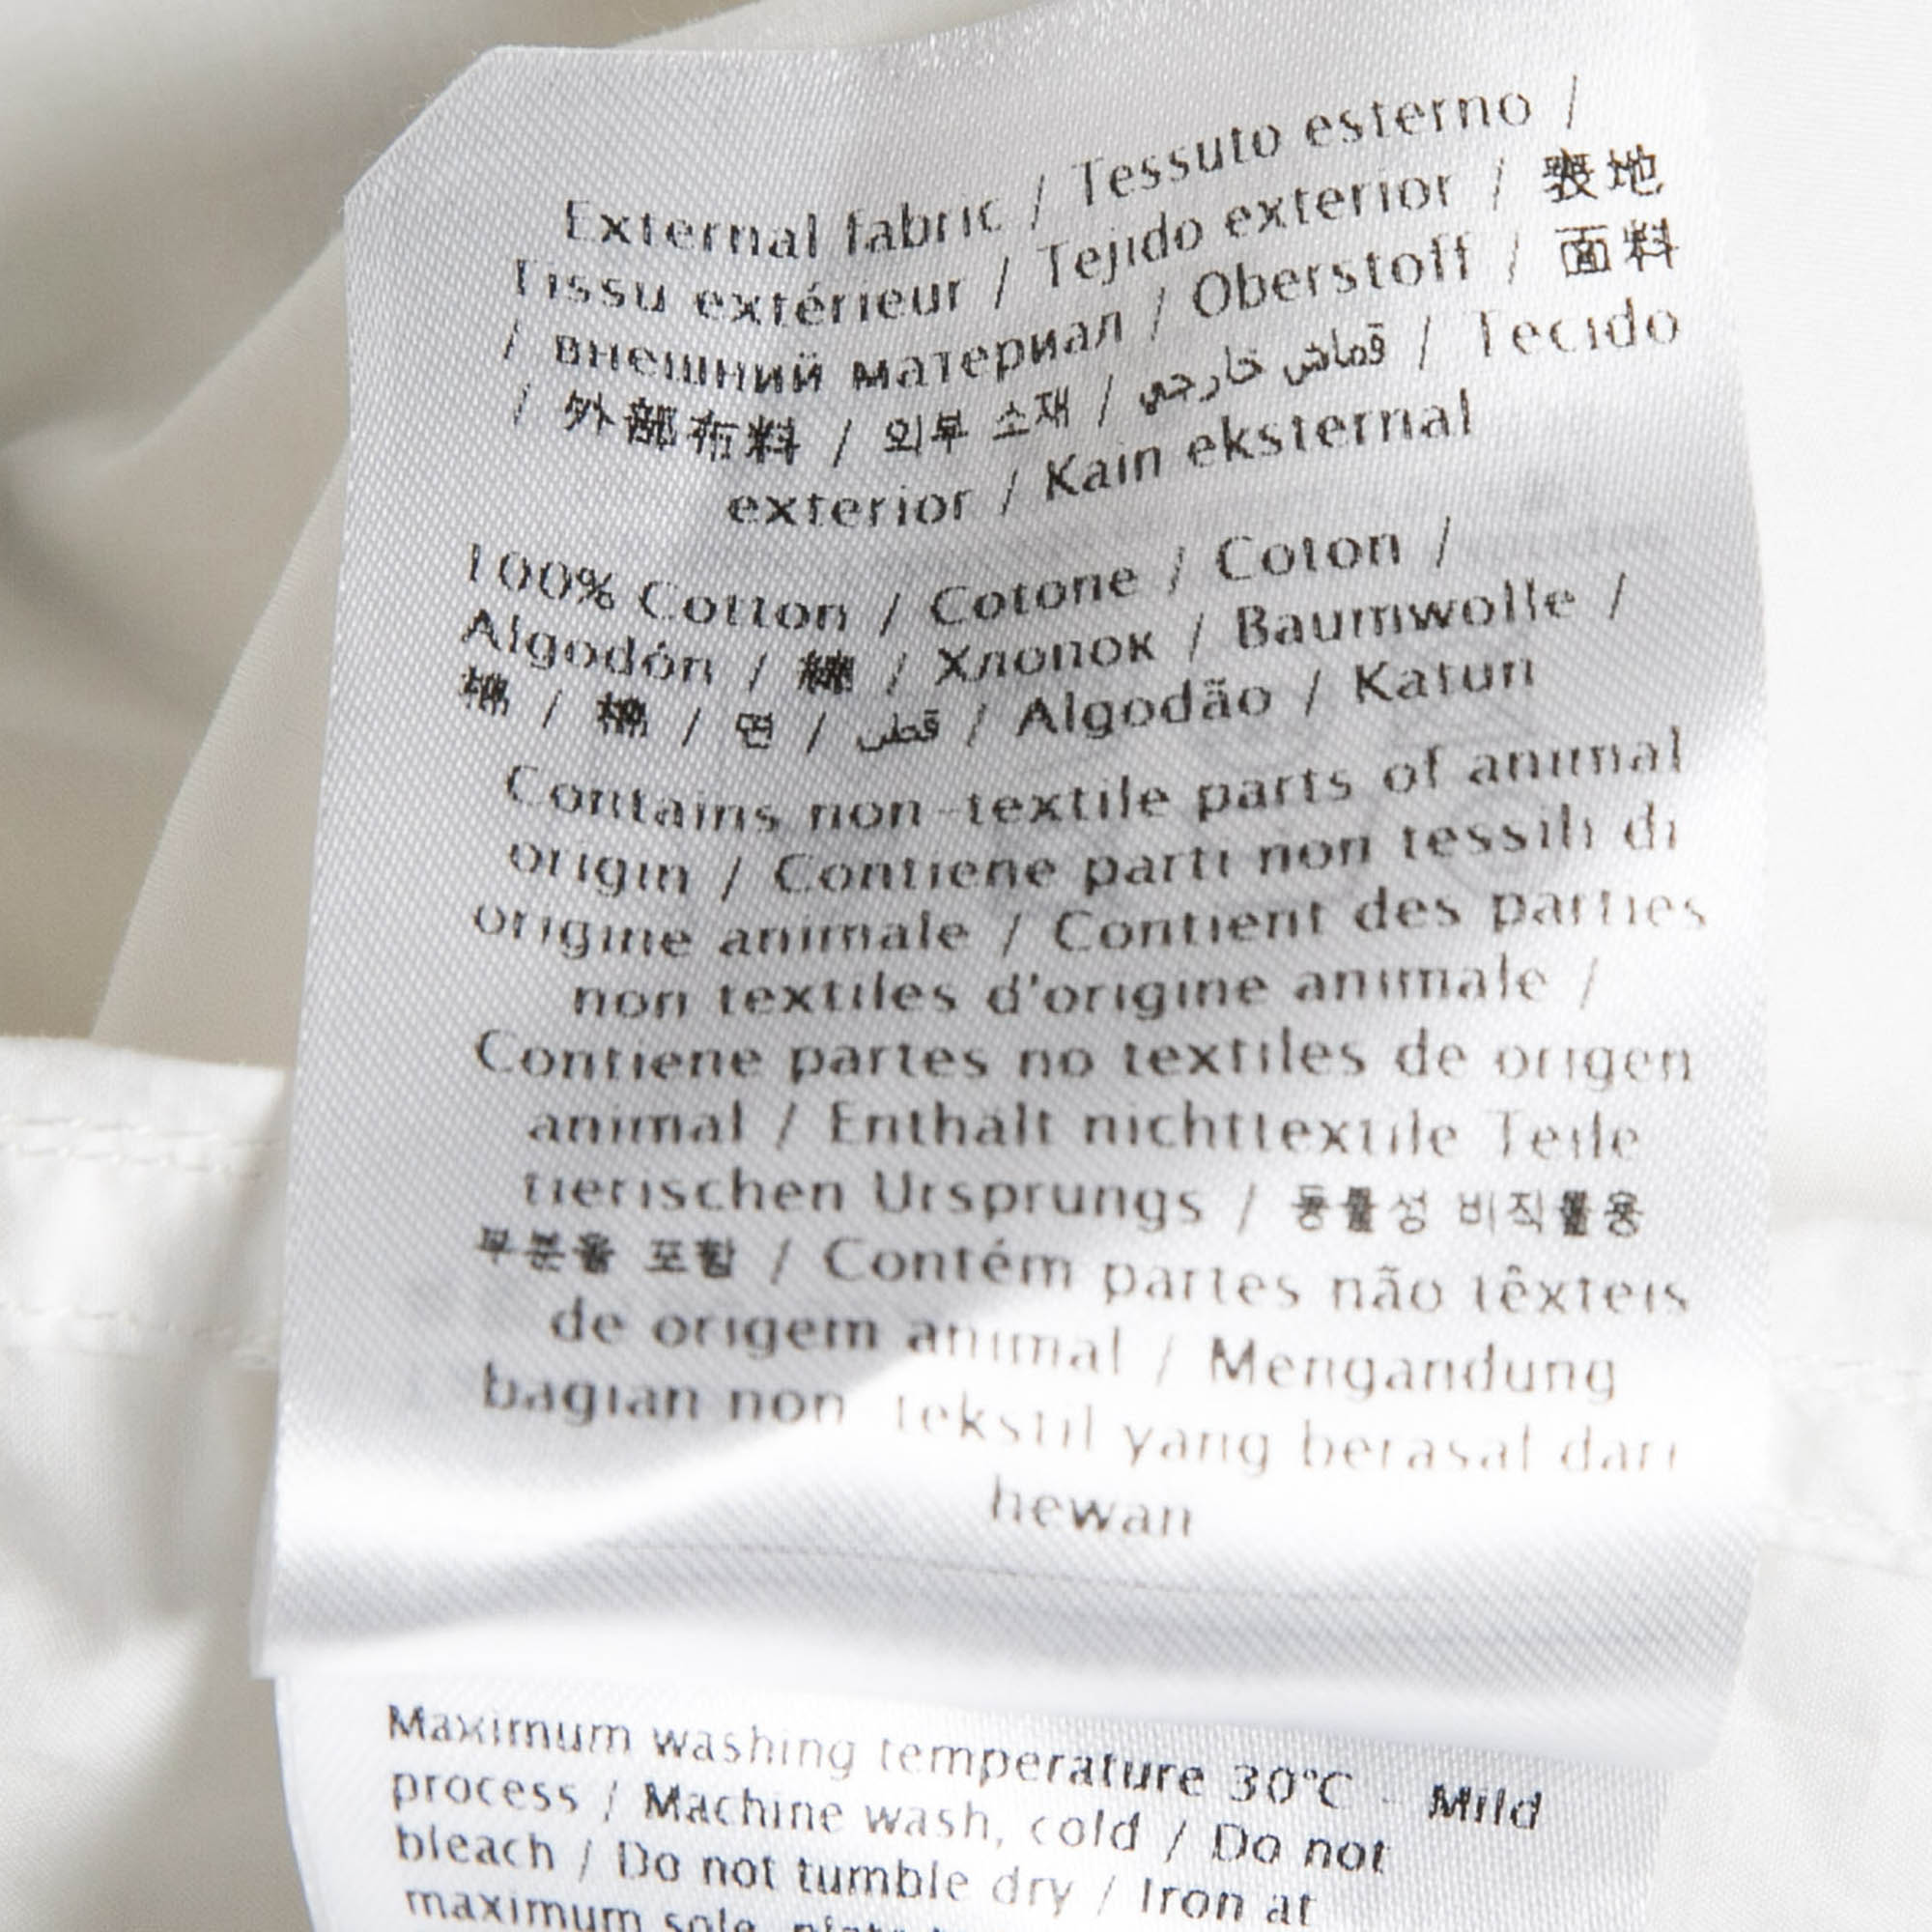 External fabric / Tessuto esterno /
Tissu extérieur / Tejido exterior / 表地
/ внешний материал / Oberstoff / 面料
/ 外部布料 / 외부 소재 / قماش خارجي / Tecido
exterior / Kain eksternal
100% Cotton / Cotone / Coton /
Algodón / 綿 / Хлопок / Baumwolle /
棉 / 棉 / 면 / قطن / Algodão / Katun
Contains non-textile parts of animal
origin / Contiene parti non tessili di
origine animale / Contient des parties
non textiles d'origine animale /
Contiene partes no textiles de origen
animal / Enthält nichttextile Teile
tierischen Ursprungs / 동물성 비직물용
부분을 포함 / Contém partes não têxteis
de origem animal / Mengandung
bagian non-tekstil yang berasal dari
hewan
Maximum washing temperature 30°C - Mild
process / Machine wash, cold / Do not
bleach / Do not tumble dry / Iron at
maximum sole-plate